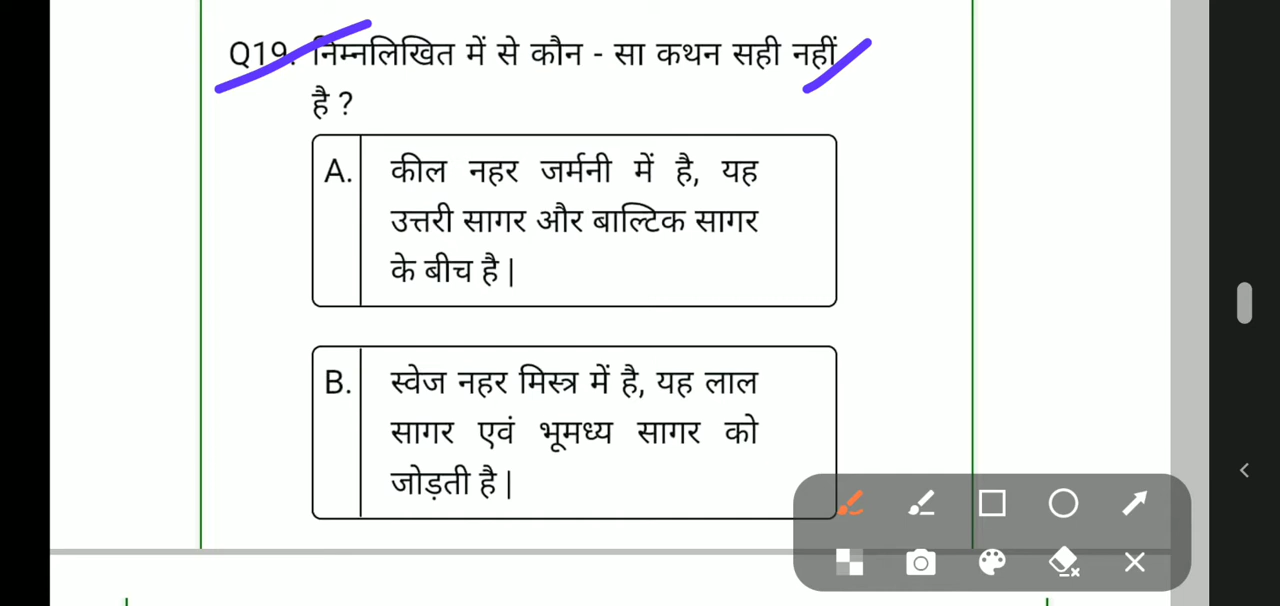 Q19. निम्नलिखित में से कौन - सा कथन सही नहीं
है ?
A. कील नहर जर्मनी में है, यह
उत्तरी सागर और बाल्टिक सागर
के बीच है |
B. स्वेज नहर मिस्त्र में है, यह लाल
सागर एवं भूमध्य सागर को
जोड़ती है |